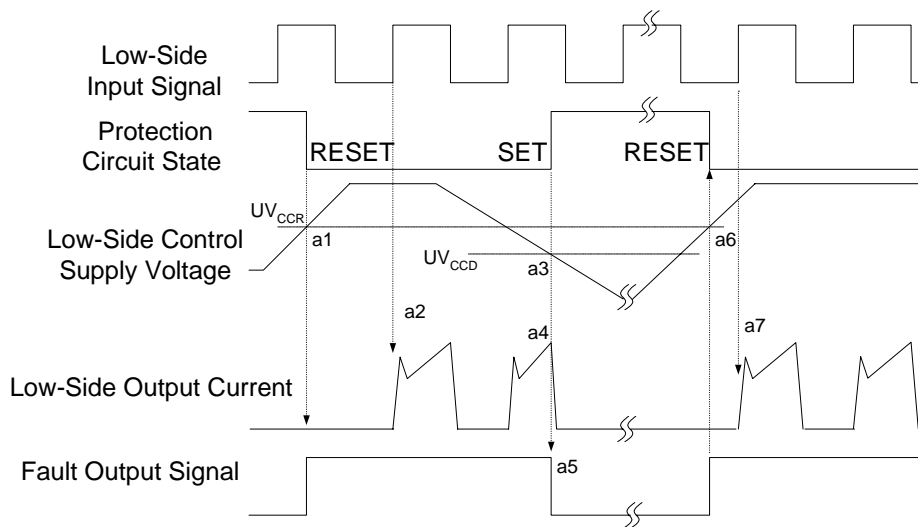 Low-Side
Input Signal
Protection
Circuit State
RESET
SET
RESET
UVCCR
a1
a6
Low-Side Control
Supply Voltage
UVCCD
a3
a2
a4
a7
Low-Side Output Current
Fault Output Signal
a5